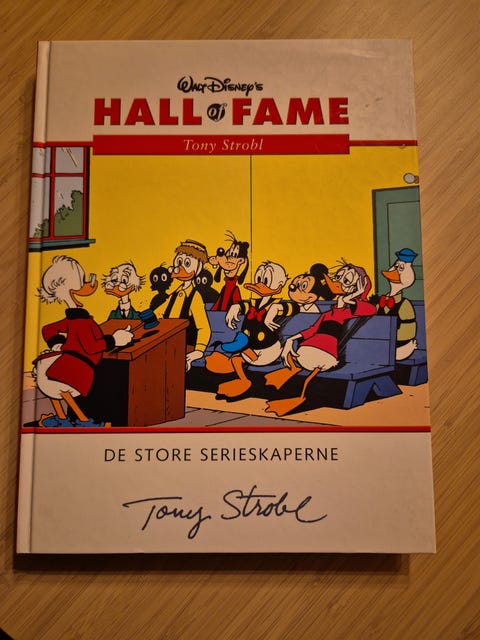 Walt Disney's
HALL of FAME
Tony Strobl
DE STORE SERIESKAPERNE
Tony Strobl